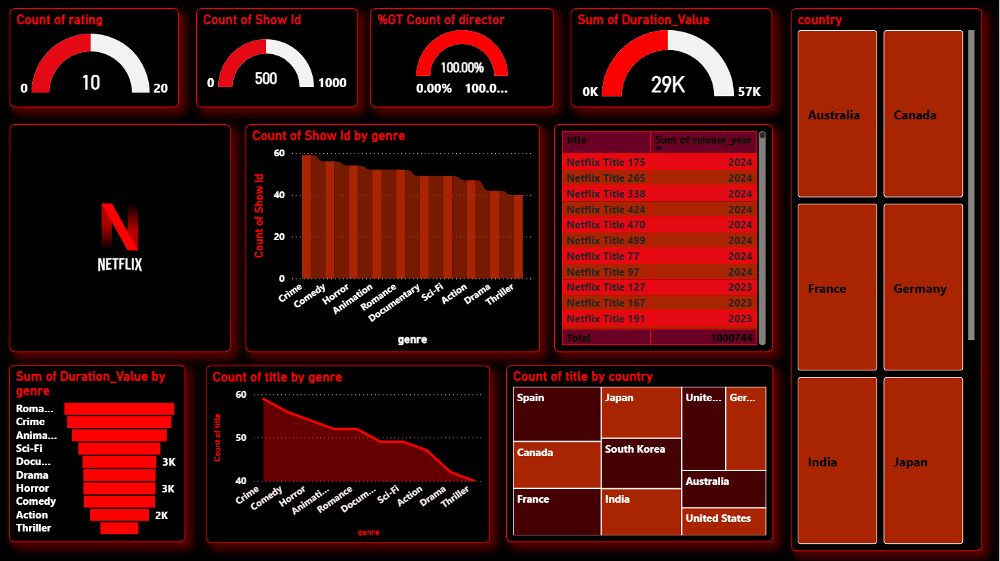 Count of rating
0
10
20
Count of Show Id
0
500
1000
%GT Count of director
100.00%
0.00%
100.0...
Sum of Duration_Value
0K
29K
57K
country
Australia
Canada
France
Germany
India
Japan
NETFLIX
Count of Show Id by genre
Count of Show Id
60
40
20
0
Crime
Comedy
Horror
Animation
Romance
Documentary
Sci-Fi
Action
Drama
Thriller
genre
title Sum of release_year
Netflix Title 175 2024
Netflix Title 265 2024
Netflix Title 338 2024
Netflix Title 424 2024
Netflix Title 470 2024
Netflix Title 499 2024
Netflix Title 77 2024
Netflix Title 97 2024
Netflix Title 127 2023
Netflix Title 167 2023
Netflix Title 191 2023
Total 1000744
Sum of Duration_Value by
genre
Roma...
Crime
Anima...
Sci-Fi
Docu... 3K
Drama
Horror 3K
Comedy
Action 2K
Thriller
Count of title by genre
Count of title
60
50
40
Crime
Comedy
Horror
Animati...
Romance
Docum...
Sci-Fi
Action
Drama
Thriller
genre
Count of title by country
Spain
Canada
France
Japan
South Korea
India
Unite...
Ger...
Australia
United States